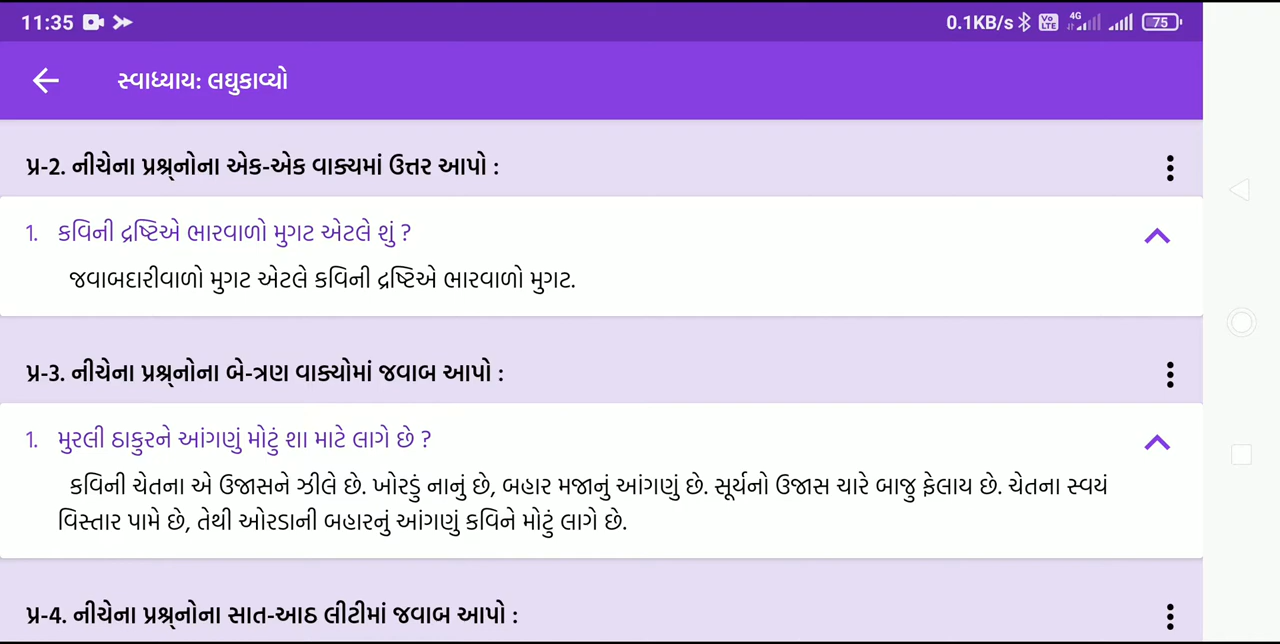 11:35
0.1KB/s VoLTE 4G 75
સ્વાધ્યાય: લઘુકાવ્યો
પ્ર-2. નીચેના પ્રશ્ર્નોના એક-એક વાક્યમાં ઉત્તર આપો :
1. કવિની દ્રષ્ટિએ ભારવાળો મુગટ એટલે શું ?
જવાબદારીવાળો મુગટ એટલે કવિની દ્રષ્ટિએ ભારવાળો મુગટ.
પ્ર-3. નીચેના પ્રશ્ર્નોના બે-ત્રણ વાક્યોમાં જવાબ આપો :
1. મુરલી ઠાકુરને આંગણું મોટું શા માટે લાગે છે ?
કવિની ચેતના એ ઉજાસને ઝીલે છે. ખોરડું નાનું છે, બહાર મજાનું આંગણું છે. સૂર્યનો ઉજાસ ચારે બાજુ ફેલાય છે. ચેતના સ્વયં
વિસ્તાર પામે છે, તેથી ઓરડાની બહારનું આંગણું કવિને મોટું લાગે છે.
પ્ર-4. નીચેના પ્રશ્ર્નોના સાત-આઠ લીટીમાં જવાબ આપો :